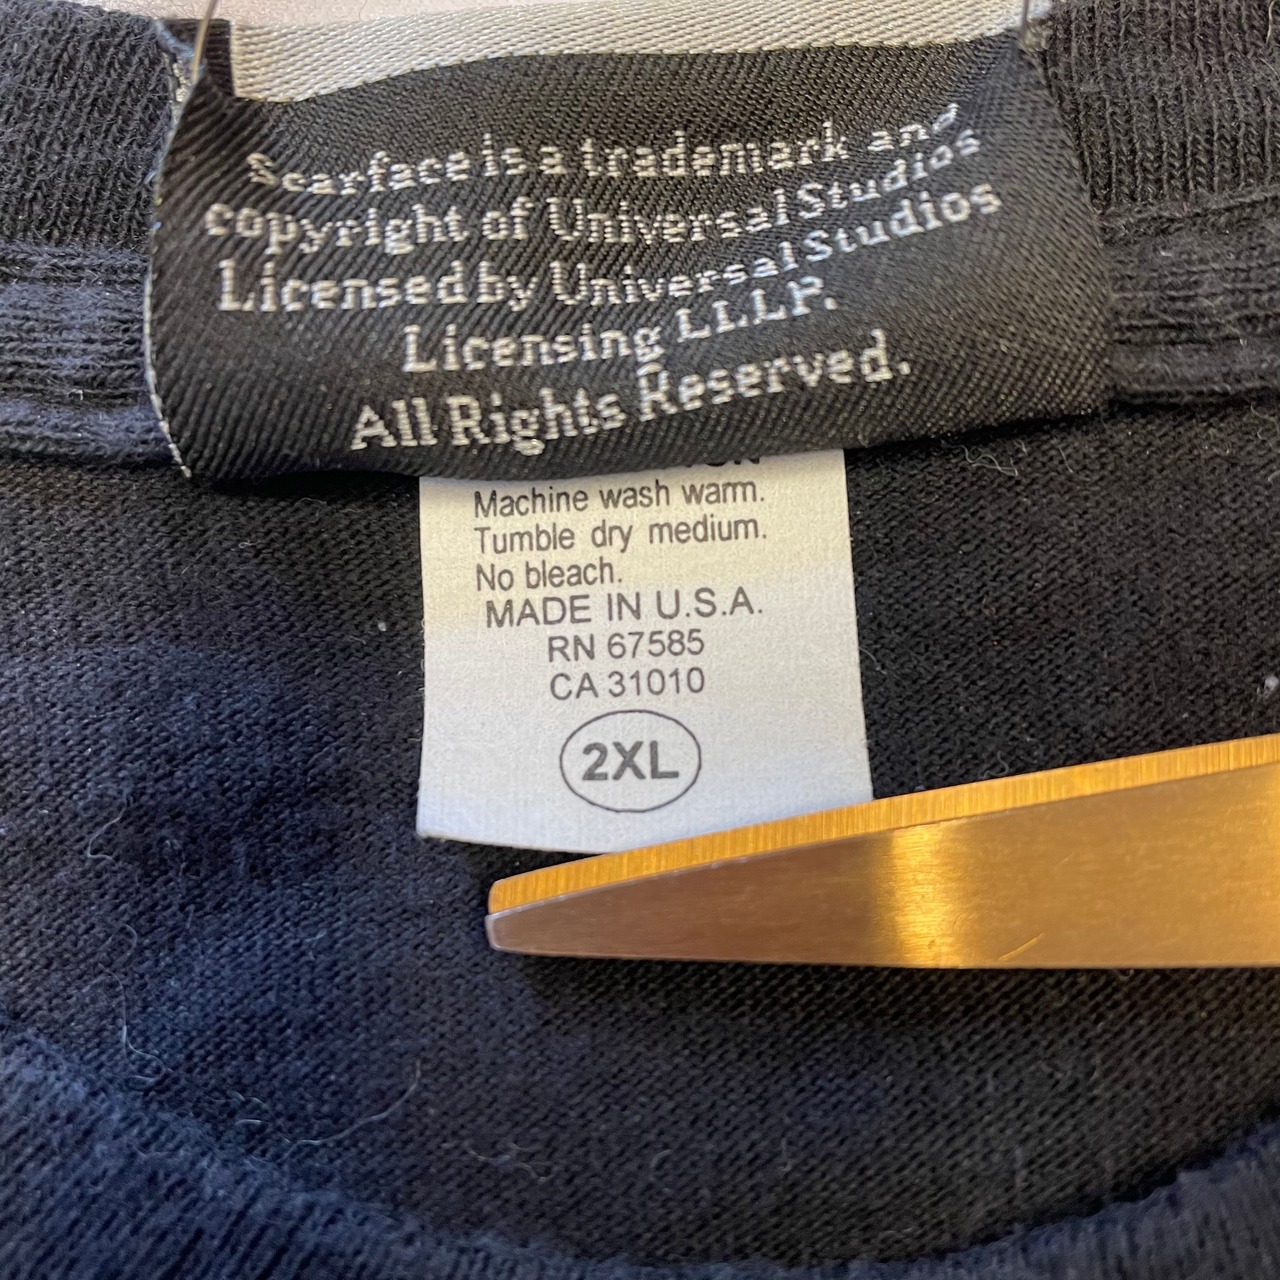 Scarface is a trademark and
copyright of Universal Studios
Licensed by Universal Studios
Licensing LLLP.
All Rights Reserved.
Machine wash warm.
Tumble dry medium.
No bleach.
MADE IN U.S.A.
RN 67585
CA 31010
2XL